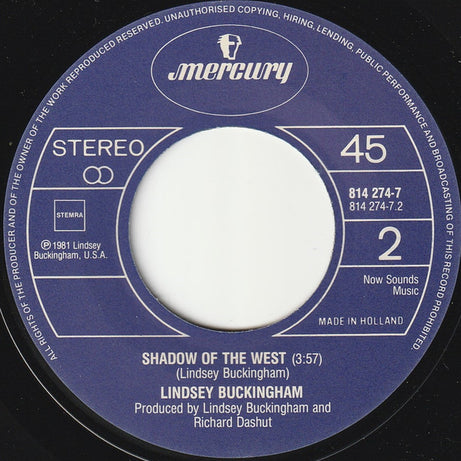 ALL RIGHTS OF THE PRODUCER AND OF THE OWNER OF THE WORK REPRODUCED RESERVED. UNAUTHORISED COPYING, HIRING, LENDING, PUBLIC PERFORMANCE AND BROADCASTING OF THIS RECORD PROHIBITED.
mercury
STEREO
45
STEMRA
814 274-7
814 274-7.2
℗ 1981 Lindsey
Buckingham, U.S.A.
2
Now Sounds
Music
MADE IN HOLLAND
SHADOW OF THE WEST (3:57)
(Lindsey Buckingham)
LINDSEY BUCKINGHAM
Produced by Lindsey Buckingham and
Richard Dashut